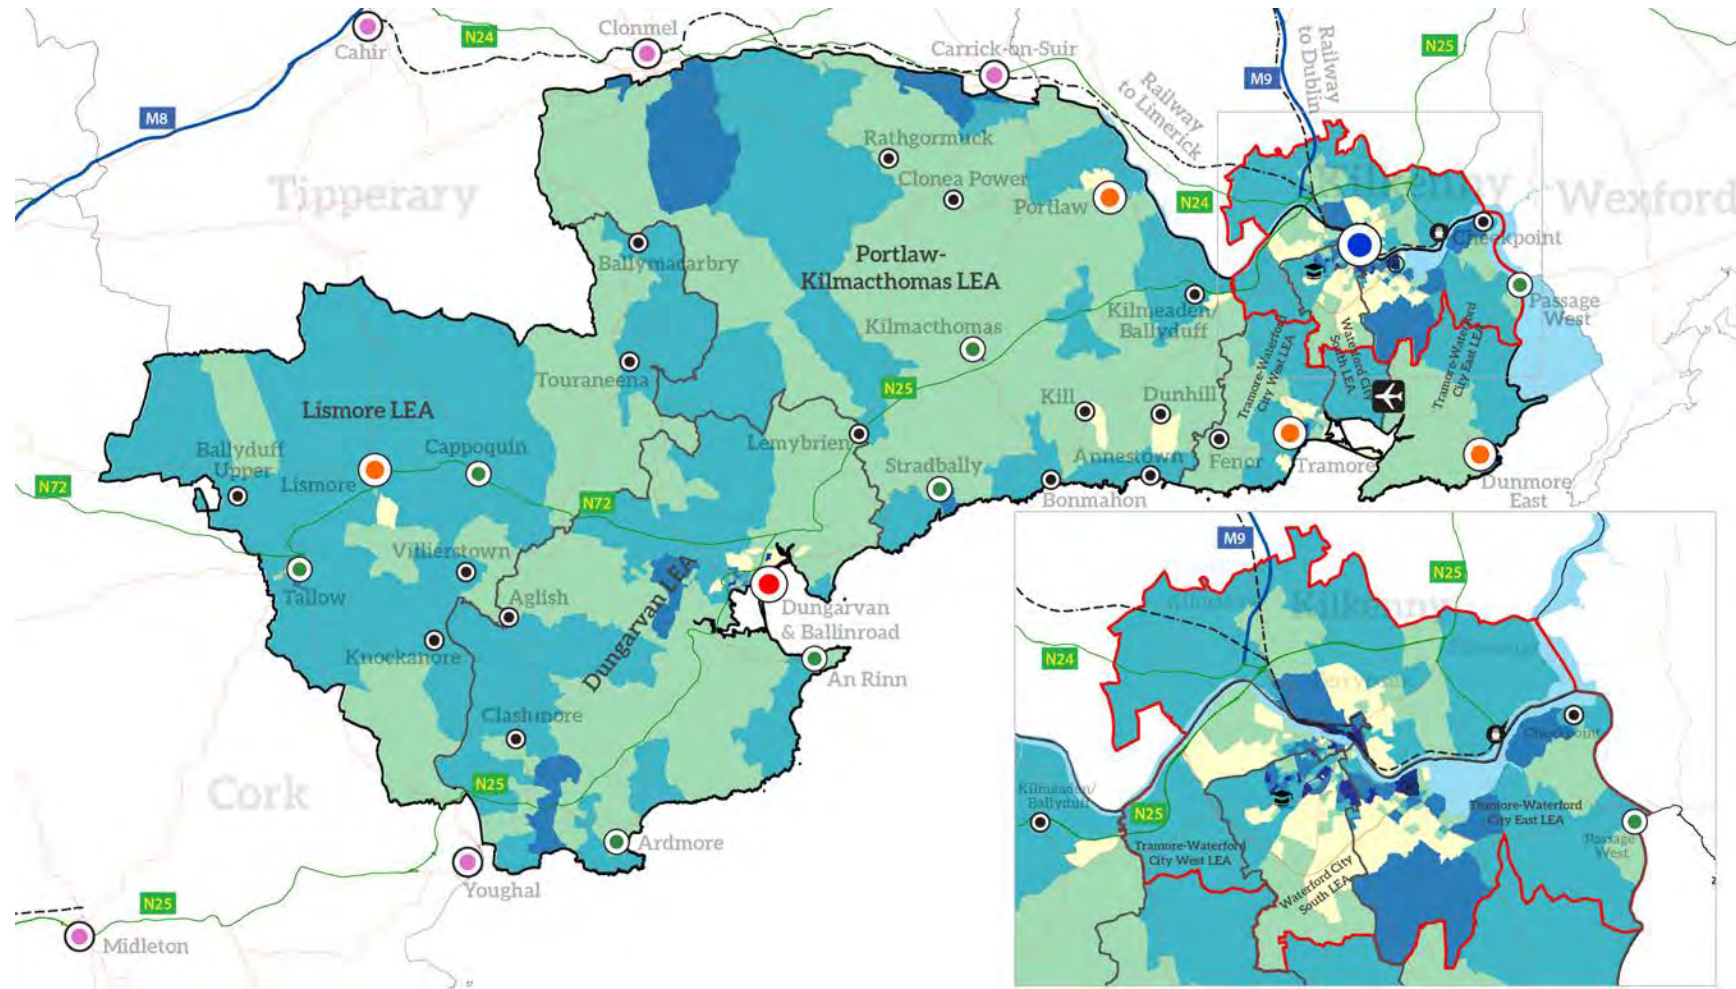 Cahir
N24
Clonmel
Carrick-on-Suir
Railway
to Limerick
M9
Railway
to Dublin
N25
M8
Tipperary
Rathgormuck
Clonea Power
Portlaw
N24
Kilkenny
Wexford
Checkpoint
Ballymacarbry
Portlaw-
Kilmacthomas LEA
Kilmeaden/
Ballyduff
Passage
West
Kilmacthomas
Touraneena
N25
Tramore-Waterford
City West LEA
Waterford City
South LEA
Tramore-Waterford
City East LEA
Lismore LEA
Kill
Dunhill
Ballyduff
Upper
Cappoquin
Lemybrien
Stradbally
Annestown
Fenor
Tramore
Lismore
N72
N72
Bonmahon
Dunmore
East
Villierstown
Tallow
Aglish
Dungarvan LEA
Dungarvan
& Ballinroad
Knockanore
An Rinn
Clashmore
N25
Cork
Ardmore
Youghal
N25
Midleton
M9
N25
Kilkenny
N24
Checkpoint
Kilmeaden/
Ballyduff
N25
Tramore-Waterford
City West LEA
Tramore-Waterford
City East LEA
Passage
West
Waterford City
South LEA